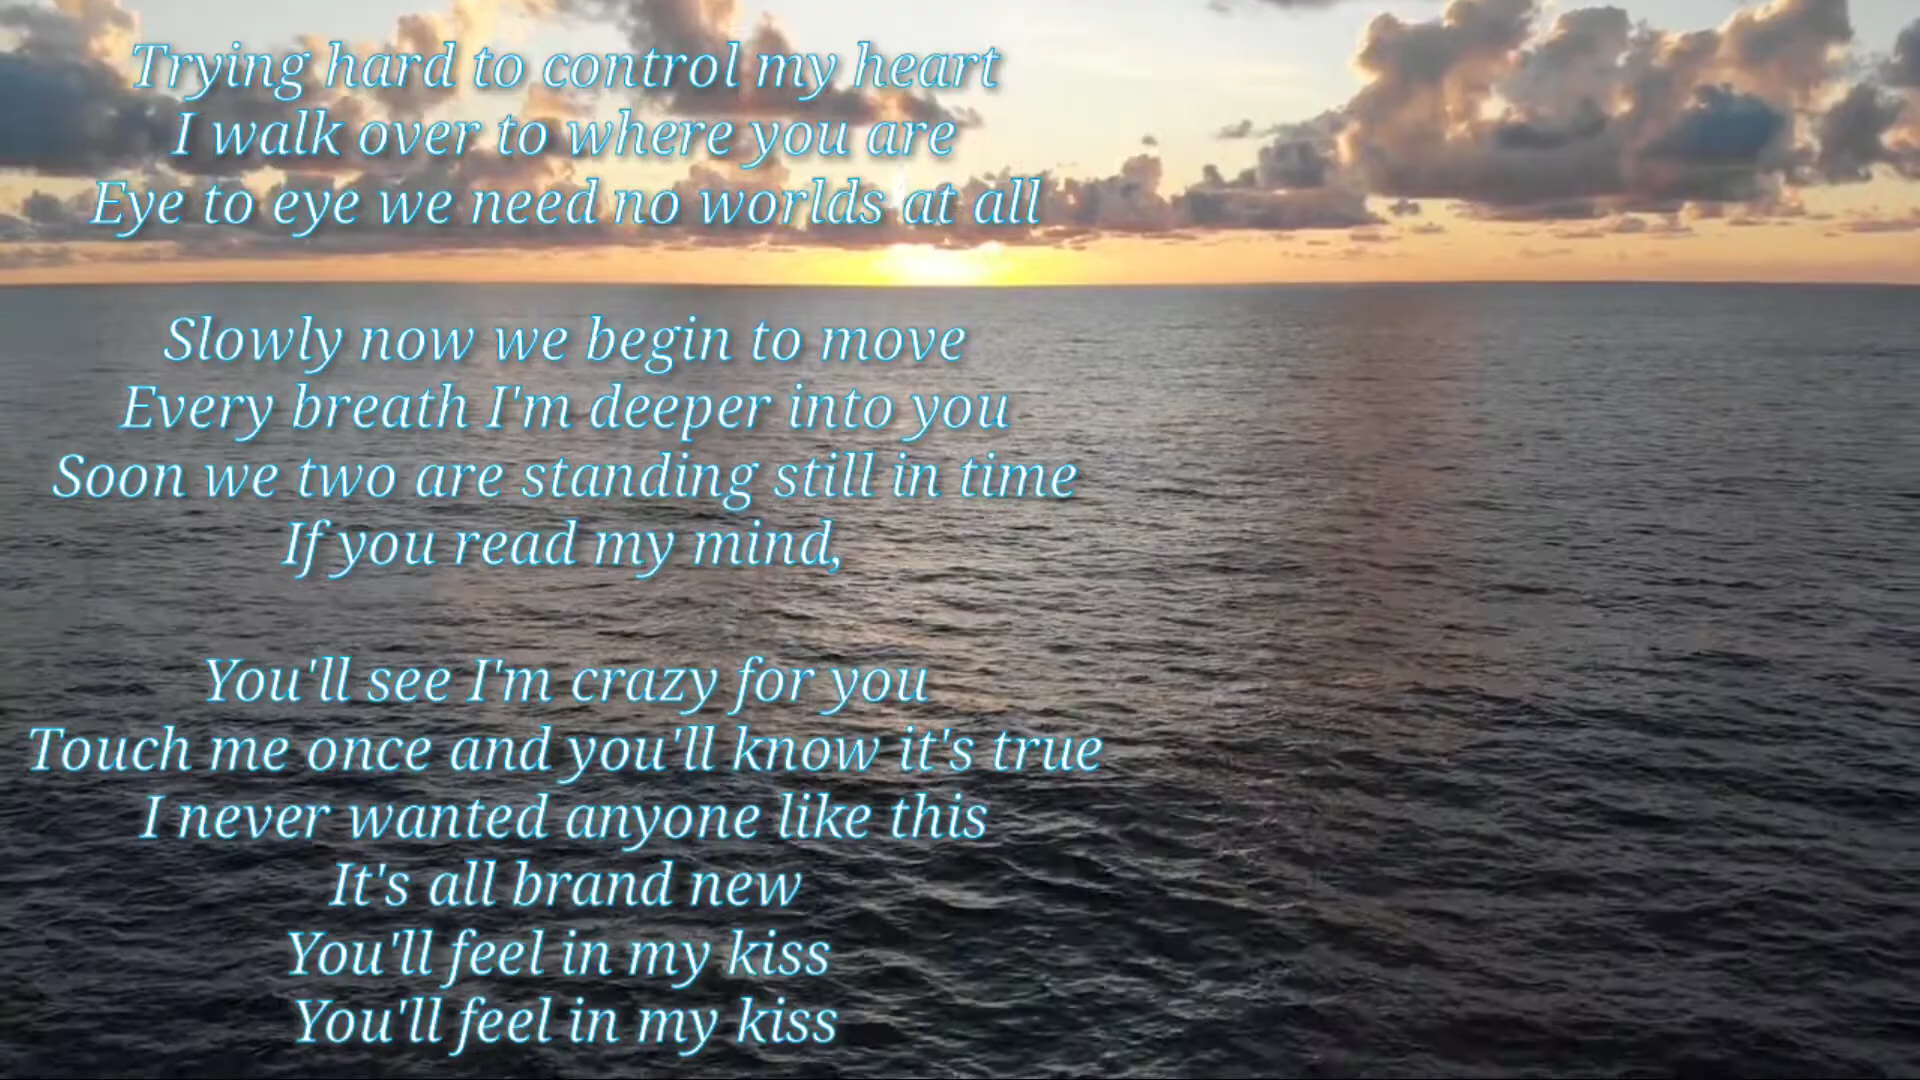 Trying hard to control my heart
I walk over to where you are
Eye to eye we need no worlds at all
Slowly now we begin to move
Every breath I'm deeper into you
Soon we two are standing still in time
If you read my mind,
You'll see I'm crazy for you
Touch me once and you'll know it's true
I never wanted anyone like this
It's all brand new
You'll feel in my kiss
You'll feel in my kiss